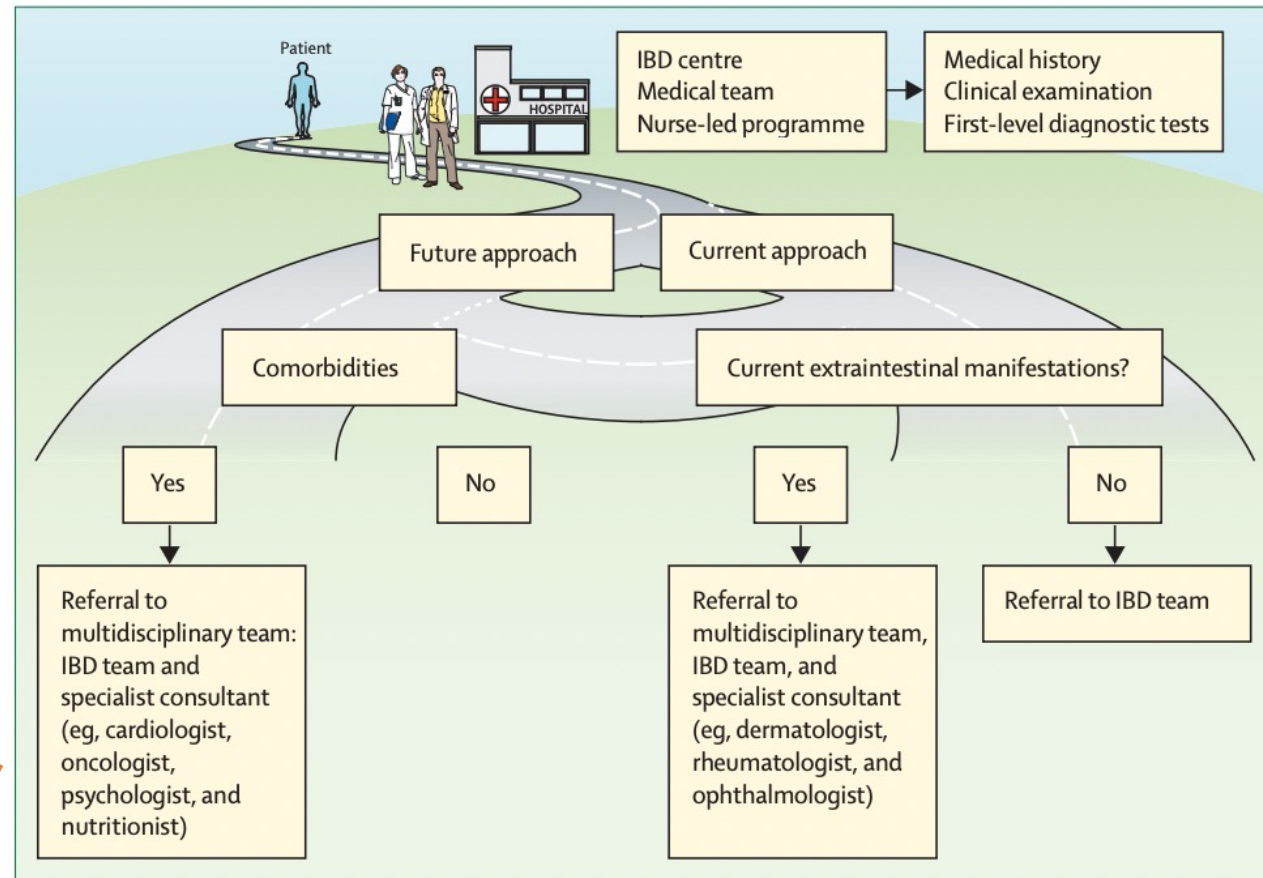 Patient
HOSPITAL
IBD centre
Medical team
Nurse-led programme
Medical history
Clinical examination
First-level diagnostic tests
Future approach
Current approach
Comorbidities
Current extraintestinal manifestations?
Yes
No
Yes
No
Referral to
multidisciplinary team:
IBD team and
specialist consultant
(eg, cardiologist,
oncologist,
psychologist, and
nutritionist)
Referral to
multidisciplinary team,
IBD team, and
specialist consultant
(eg, dermatologist,
rheumatologist, and
ophthalmologist)
Referral to IBD team